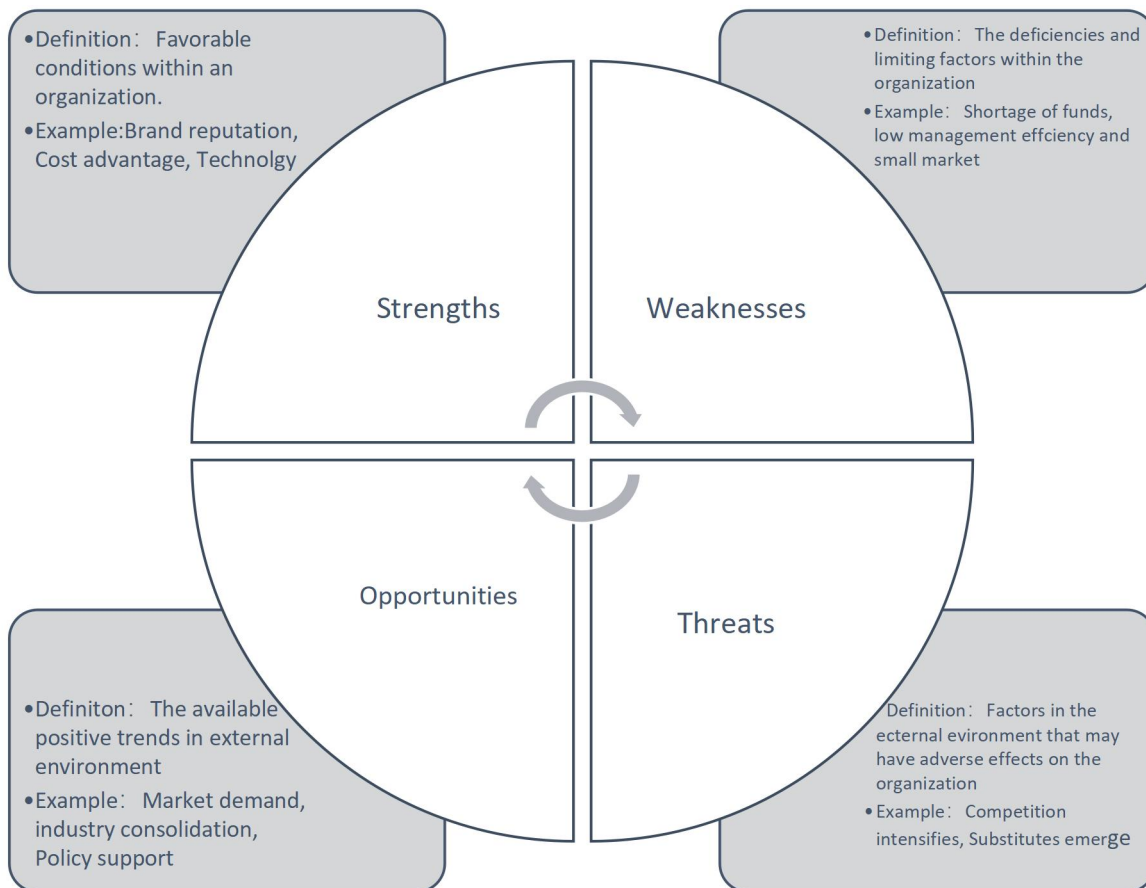 •Definition： Favorable
conditions within an
organization.
•Example:Brand reputation,
Cost advantage, Technolgy
•Definition： The deficiencies and
limiting factors within the
organization
•Example： Shortage of funds,
low management effciency and
small market
Strengths
Weaknesses
Opportunities
Threats
•Definiton： The available
positive trends in external
environment
•Example： Market demand,
industry consolidation,
Policy support
Definition： Factors in the
ecternal evironment that may
have adverse effects on the
organization
•Example： Competition
intensifies, Substitutes emerge